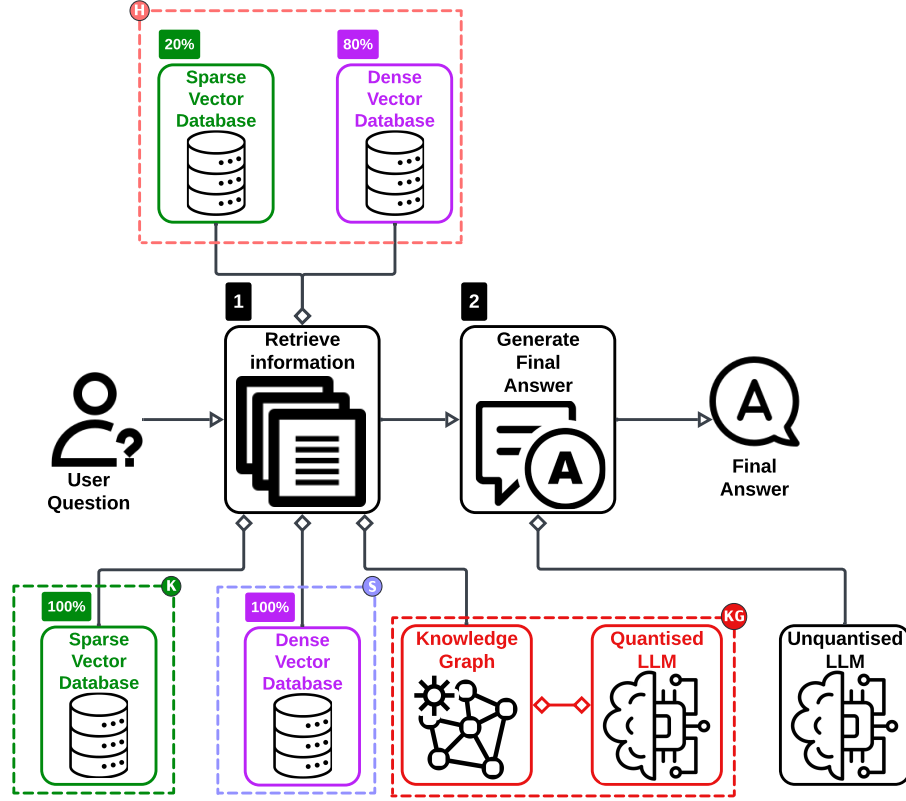 H
20%
80%
Sparse
Vector
Database
Dense
Vector
Database
1
2
Retrieve
information
Generate
Final
Answer
A
A
User
Question
?
Final
Answer
K
S
KG
100%
100%
Sparse
Vector
Database
Dense
Vector
Database
Knowledge
Graph
Quantised
LLM
Unquantised
LLM